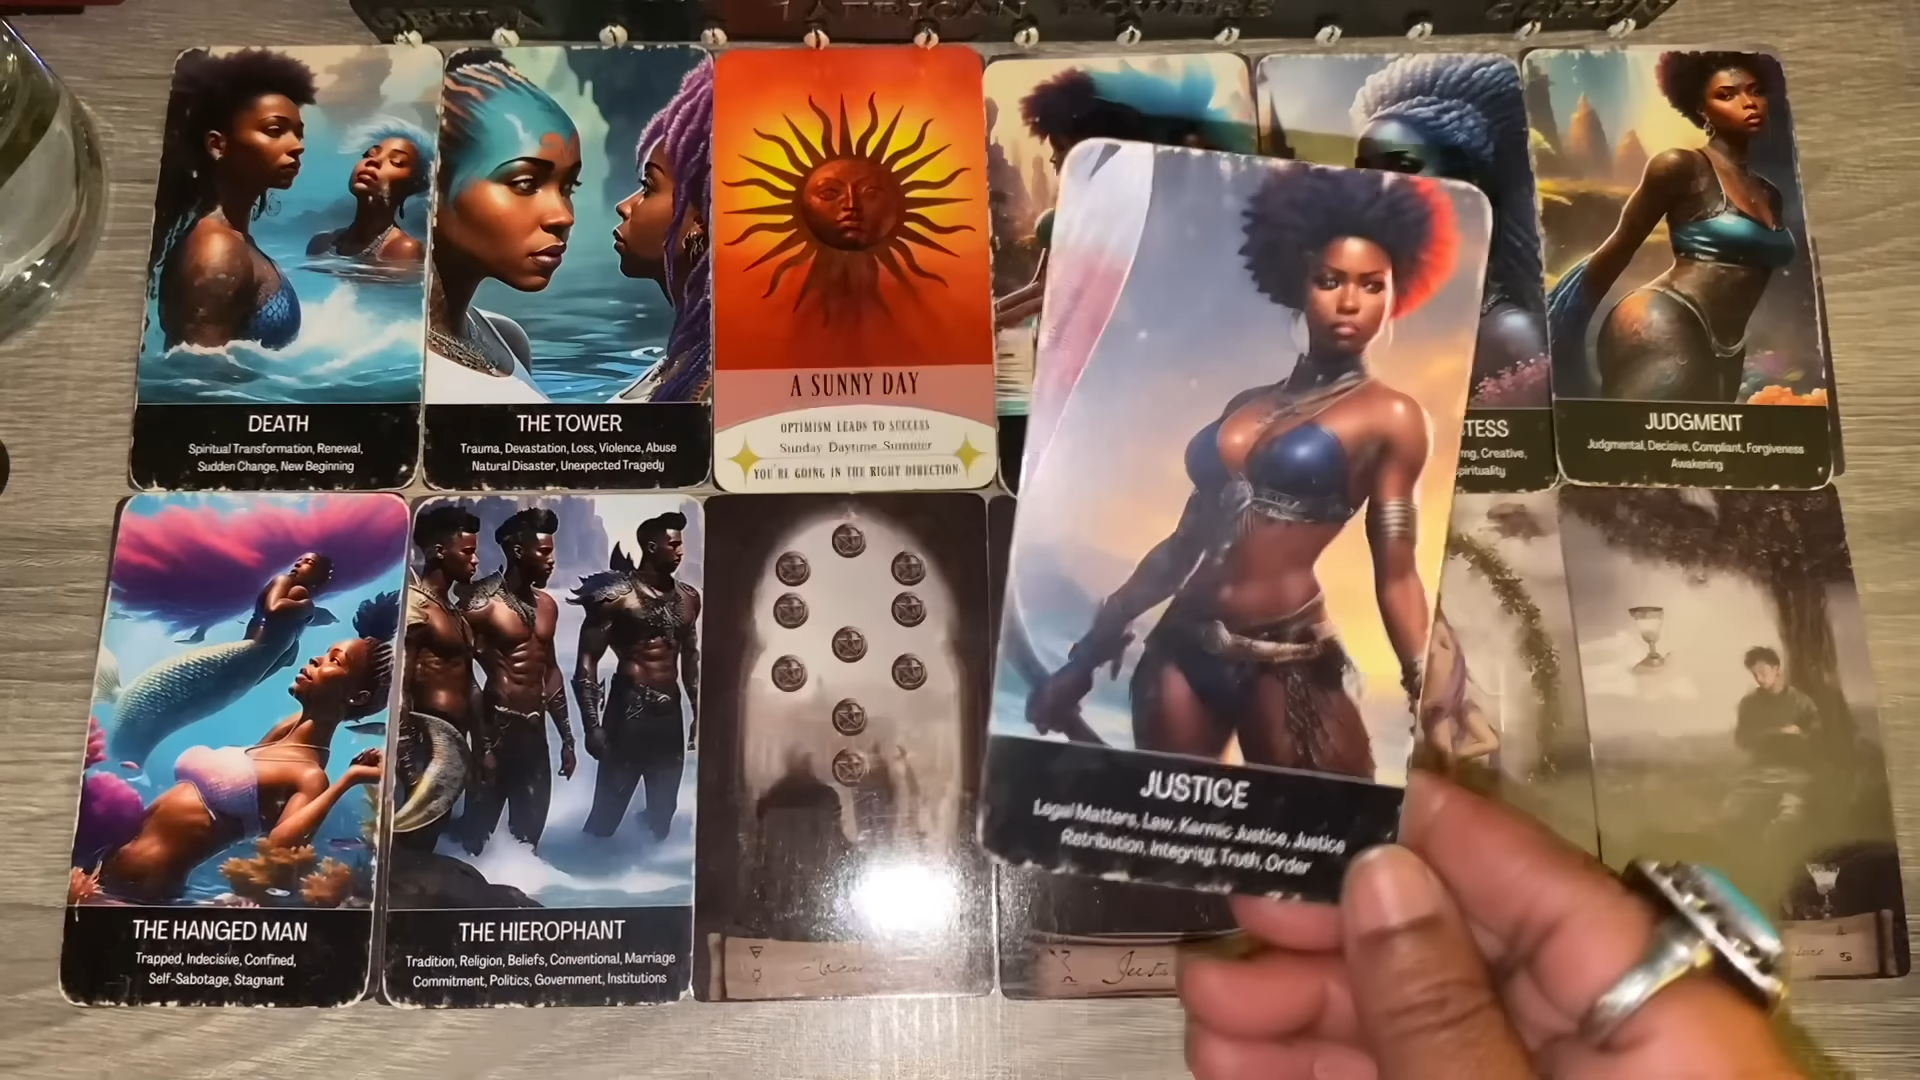 AFRICAN POWERS
DEATH
Spiritual Transformation, Renewal,
Sudden Change, New Beginning
THE TOWER
Trauma, Devastation, Loss, Violence, Abuse
Natural Disaster, Unexpected Tragedy
A SUNNY DAY
OPTIMISM LEADS TO SUCCESS
Sunday Daytime Summer
YOU'RE GOING IN THE RIGHT DIRECTION
Creative,
JUDGMENT
Judgmental, Decisive, Compliant, Forgiveness
Awakening
JUSTICE
Legal Matters, Law, Karmic Justice, Justice
Retribution, Integrity, Truth, Order
THE HANGED MAN
Trapped, Indecisive, Confined,
Self-Sabotage, Stagnant
THE HIEROPHANT
Tradition, Religion, Beliefs, Conventional, Marriage
Commitment, Politics, Government, Institutions